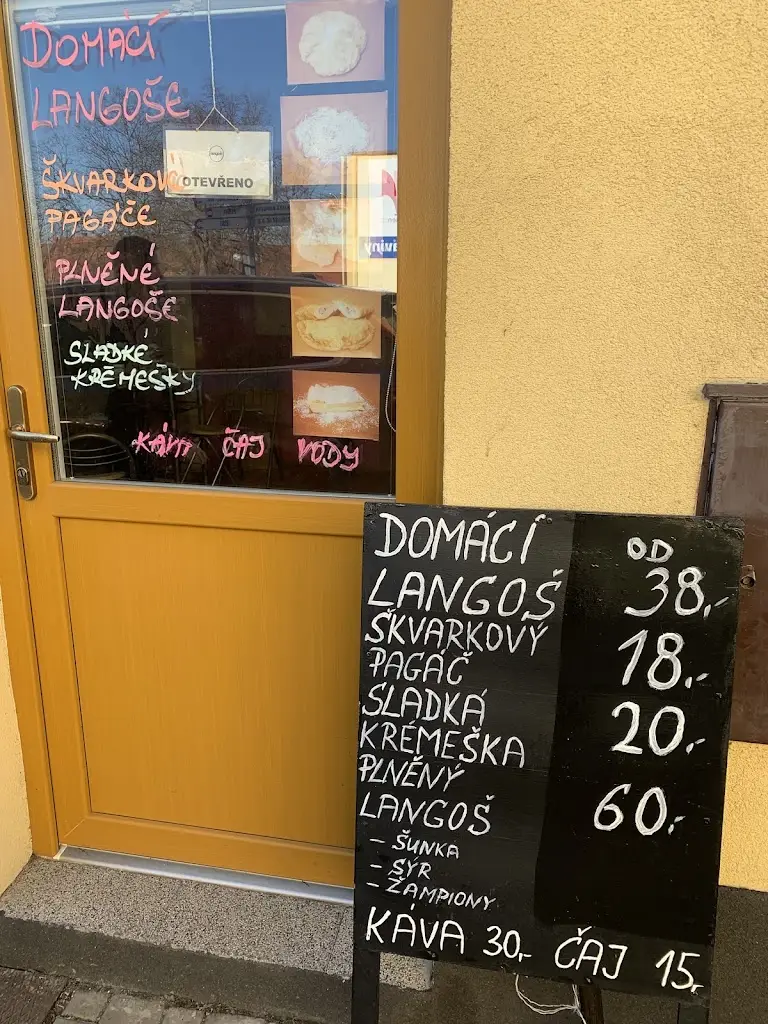 DOMAČÍ
LANGOŠE
OTEVŘENO
ŠKVARKOVÉ
PAGÁČE
PLNĚNÉ
LANGOŠE
SLADKÉ
KRÉMEŠKY
KÁVA ČAJ VODY
DOMÁCÍ
LANGOŠ OD 38,-
ŠKVARKOVÝ
PAGÁČ 18.-
SLADKÁ
KRÉMEŠKA 20.-
PLNĚNÝ
LANGOŠ 60.-
- ŠUNKA
- SÝR
- ŽAMPIONY
KÁVA 30,- ČAJ 15,-